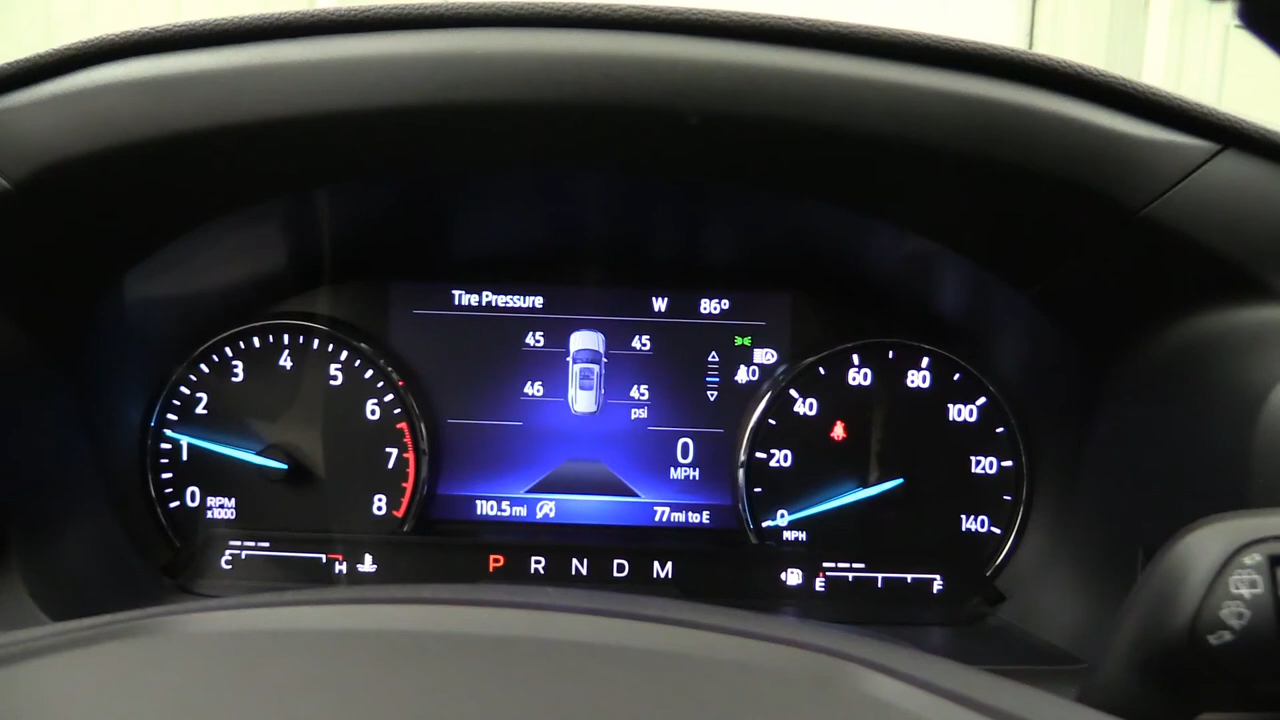 Tire Pressure W 86°
45 45
46 45
psi
0
MPH
110.5 mi 77 mi to E
0 1 2 3 4 5 6 7 8
RPM
x1000
0 20 40 60 80 100 120 140
MPH
C H
P R N D M
E F